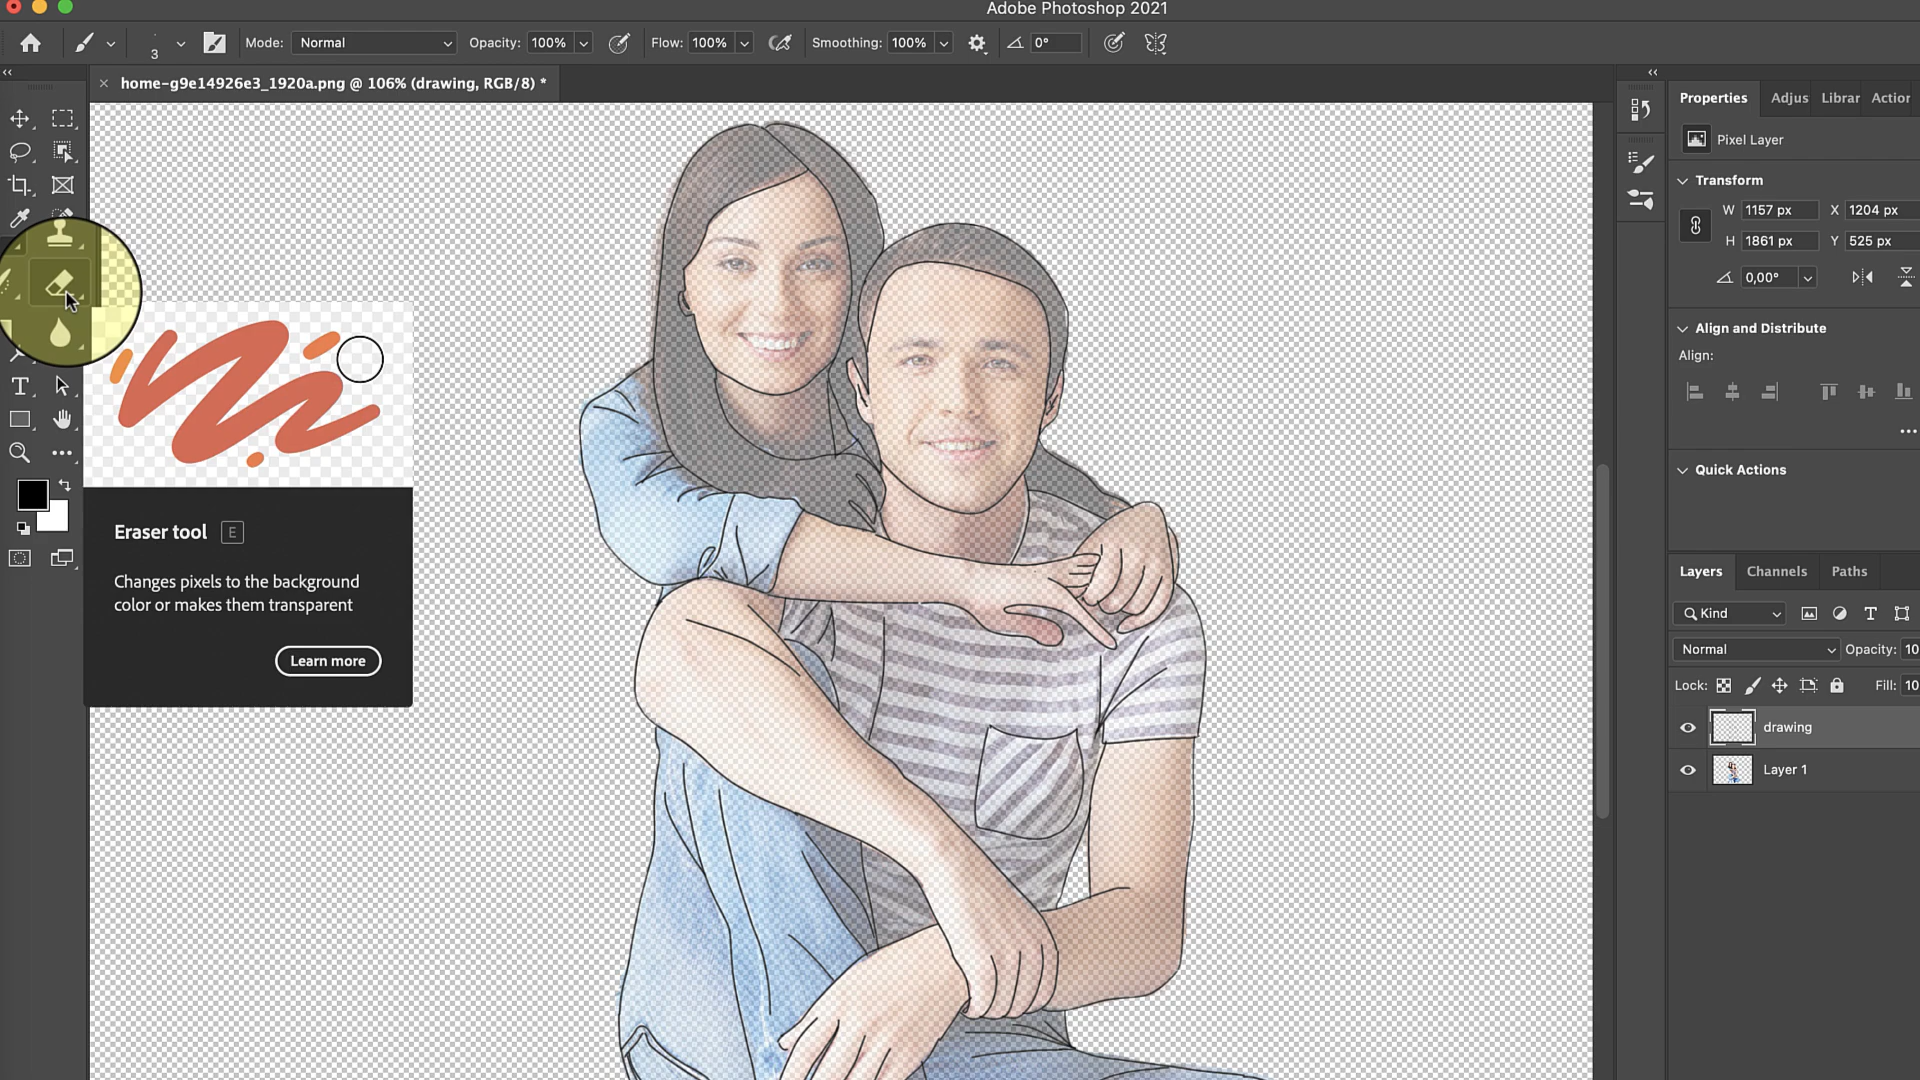 Adobe Photoshop 2021
3
Mode: Normal
Opacity: 100%
Flow: 100%
Smoothing: 100%
0°
home-g9e14926e3_1920a.png @ 106% (drawing, RGB/8) *
Properties Adjus Librar Action
Pixel Layer
Transform
W 1157 px X 1204 px
H 1861 px Y 525 px
0,00°
Align and Distribute
Align:
Quick Actions
T
Eraser tool E
Changes pixels to the background
color or makes them transparent
Learn more
Layers Channels Paths
Kind
Normal Opacity: 10
Lock: Fill: 10
drawing
Layer 1